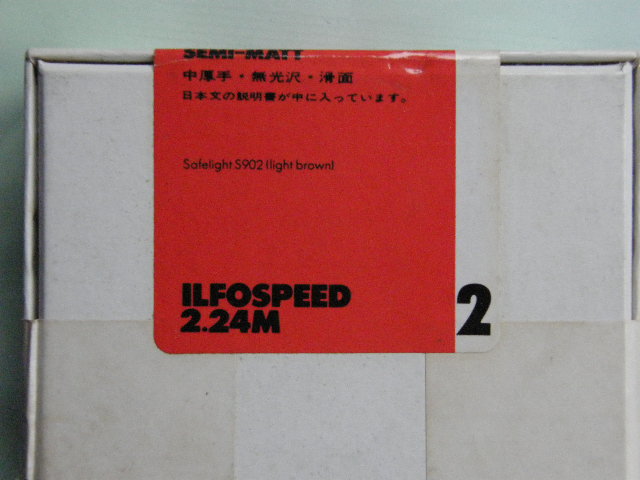 SEMI-MATT
中厚手・無光沢・滑面
日本文の説明書が中に入っています。
Safelight S902 (light brown)
ILFOSPEED
2.24M
2